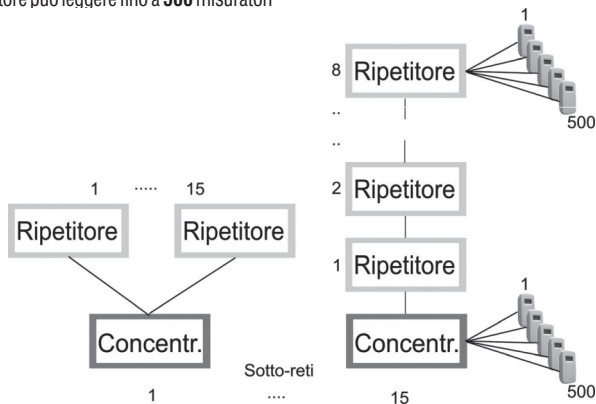 tore può leggere fino a 500 misuratori
1
8 Ripetitore
500
..
..
1 ..... 15
2 Ripetitore
Ripetitore Ripetitore
1 Ripetitore
1
Concentr. Concentr.
Sotto-reti
500
1 .... 15